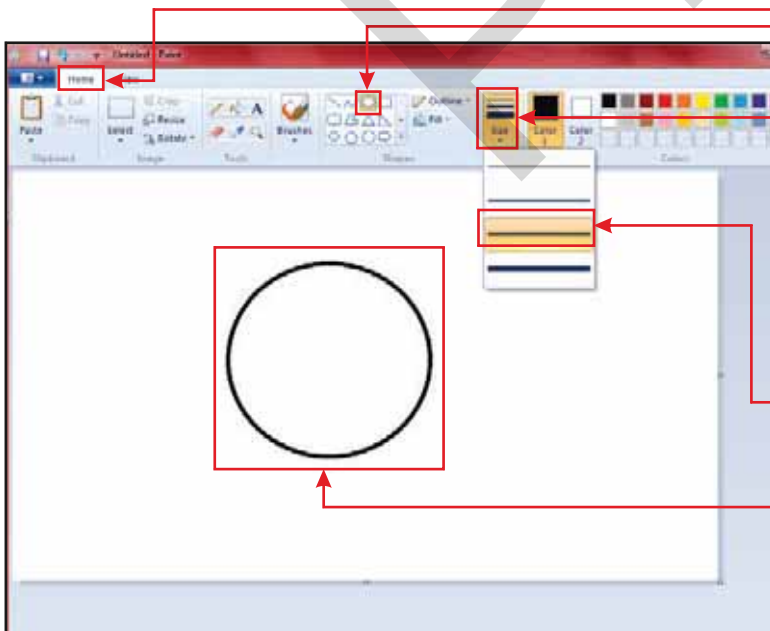 Untitled - Paint
Home
Cut
Copy
Paste
Crop
Resize
Rotate
Select
A
Brushes
Outline
Fill
Size
Color
1
Color
2
Clipboard
Image
Tools
Shapes
Colors